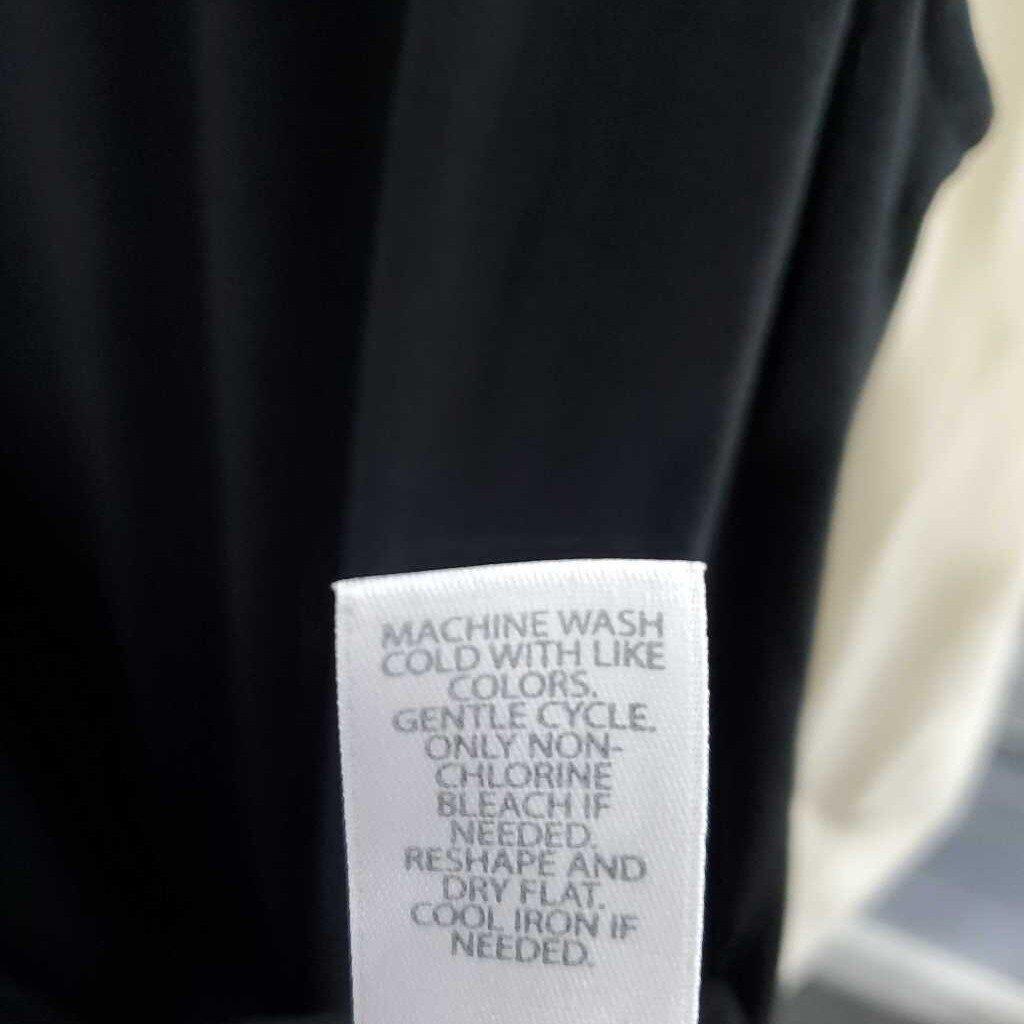 MACHINE WASH
COLD WITH LIKE
COLORS.
GENTLE CYCLE.
ONLY NON-
CHLORINE
BLEACH IF
NEEDED.
RESHAPE AND
DRY FLAT.
COOL IRON IF
NEEDED.